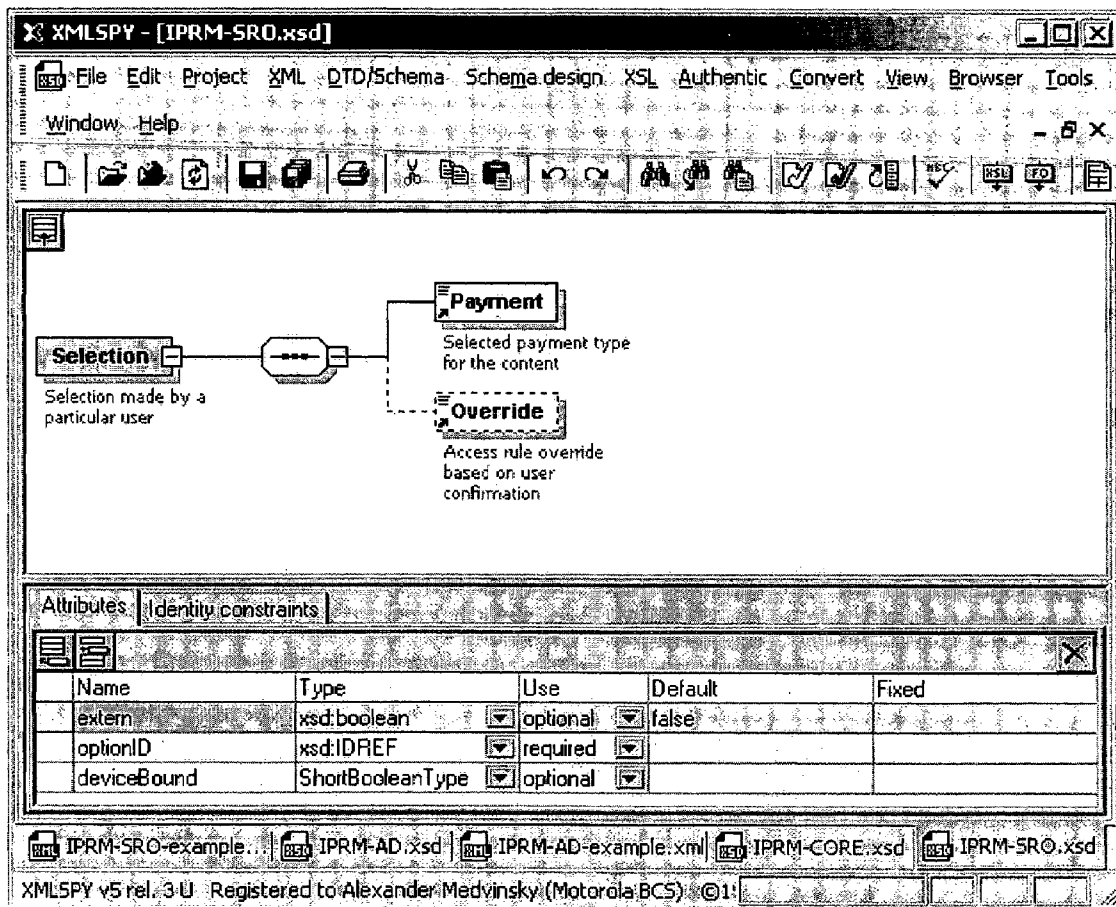 XMLSPY - [IPRM-SRO.xsd]
File Edit Project XML DTD/Schema Schema design XSL Authentic Convert View Browser Tools
Window Help
Payment
Selected payment type
for the content
Selection
Selection made by a
particular user
Override
Access rule override
based on user
confirmation
Attributes Identity constraints
Name Type Use Default Fixed
extern xsd:boolean optional false
optionID xsd:IDREF required
deviceBound ShortBooleanType optional
IPRM-SRO-example... IPRM-AD.xsd IPRM-AD-example.xml IPRM-CORE.xsd IPRM-SRO.xsd
XMLSPY v5 rel. 3 U Registered to Alexander Medvinsky (Motorola BCS)